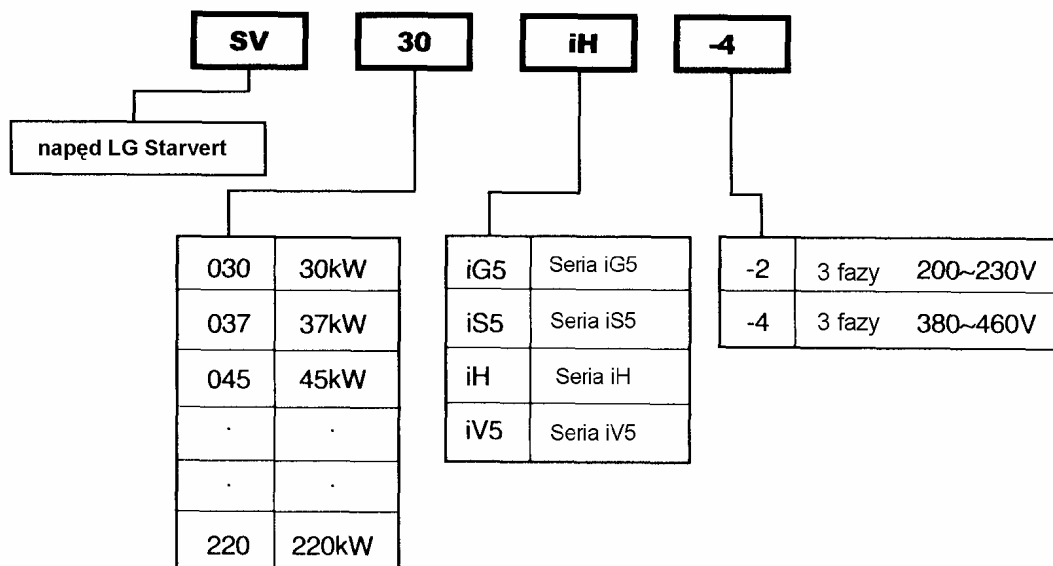 SV 30 iH -4
napęd LG Starvert
030 30kW
037 37kW
045 45kW
. .
. .
220 220kW
iG5 Seria iG5
iS5 Seria iS5
iH Seria iH
iV5 Seria iV5
-2 3 fazy 200~230V
-4 3 fazy 380~460V